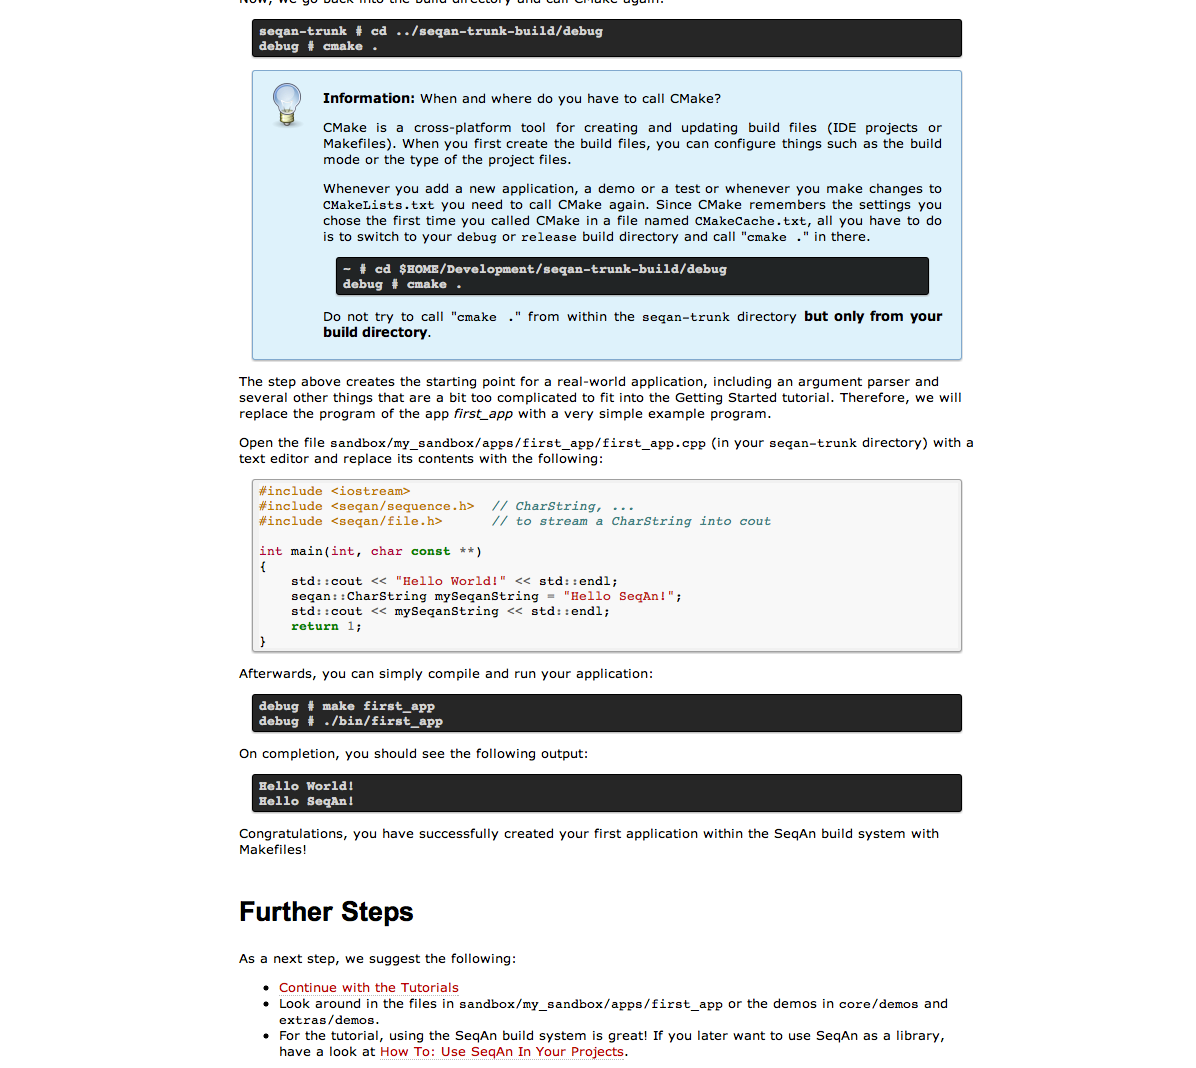 Now, we go back into the build directory and call CMake again:
seqan-trunk # cd ../seqan-trunk-build/debug
debug # cmake .
Information: When and where do you have to call CMake?
CMake is a cross-platform tool for creating and updating build files (IDE projects or
Makefiles). When you first create the build files, you can configure things such as the build
mode or the type of the project files.
Whenever you add a new application, a demo or a test or whenever you make changes to
CMakeLists.txt you need to call CMake again. Since CMake remembers the settings you
chose the first time you called CMake in a file named CMakeCache.txt, all you have to do
is to switch to your debug or release build directory and call "cmake ." in there.
~ # cd $HOME/Development/seqan-trunk-build/debug
debug # cmake .
Do not try to call "cmake ." from within the seqan-trunk directory but only from your
build directory.
The step above creates the starting point for a real-world application, including an argument parser and
several other things that are a bit too complicated to fit into the Getting Started tutorial. Therefore, we will
replace the program of the app first_app with a very simple example program.
Open the file sandbox/my_sandbox/apps/first_app/first_app.cpp (in your seqan-trunk directory) with a
text editor and replace its contents with the following:
#include <iostream>
#include <seqan/sequence.h>  // CharString, ...
#include <seqan/file.h>      // to stream a CharString into cout
int main(int, char const **)
{
    std::cout << "Hello World!" << std::endl;
    seqan::CharString mySeqanString = "Hello SeqAn!";
    std::cout << mySeqanString << std::endl;
    return 1;
}
Afterwards, you can simply compile and run your application:
debug # make first_app
debug # ./bin/first_app
On completion, you should see the following output:
Hello World!
Hello SeqAn!
Congratulations, you have successfully created your first application within the SeqAn build system with
Makefiles!
Further Steps
As a next step, we suggest the following:
• Continue with the Tutorials
• Look around in the files in sandbox/my_sandbox/apps/first_app or the demos in core/demos and
extras/demos.
• For the tutorial, using the SeqAn build system is great! If you later want to use SeqAn as a library,
have a look at How To: Use SeqAn In Your Projects.